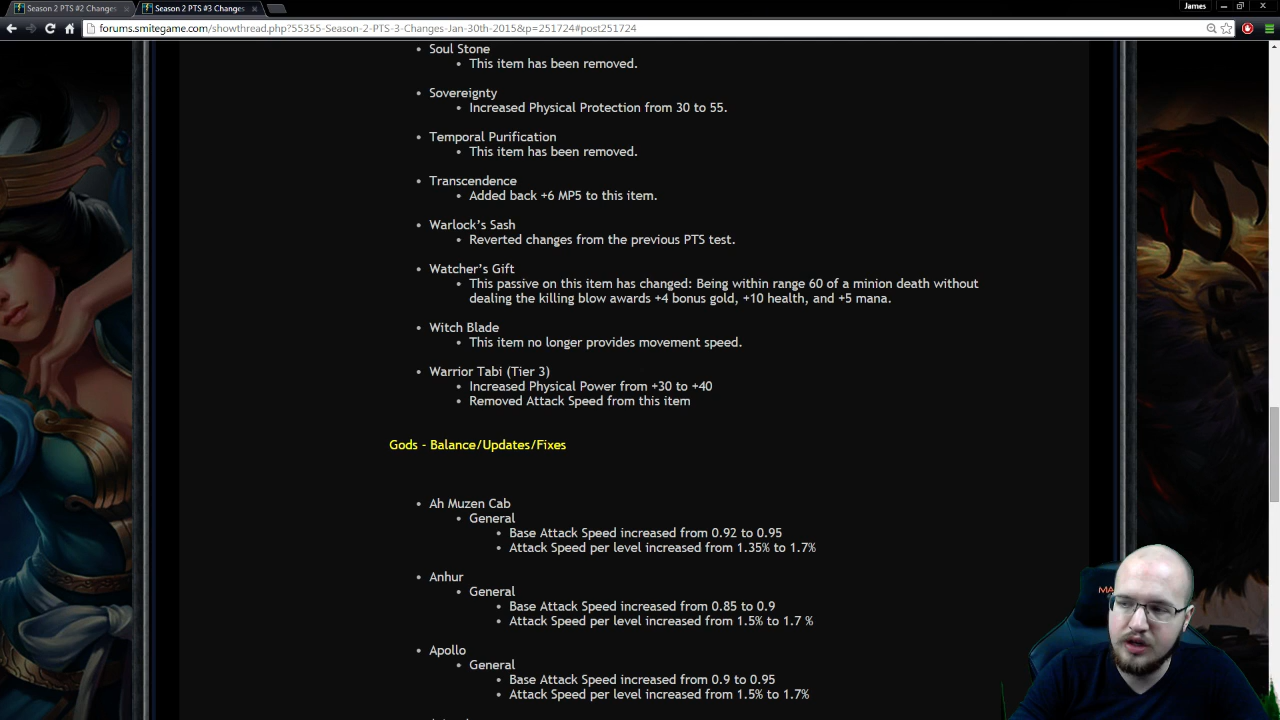 Season 2 PTS #2 Changes
Season 2 PTS #3 Changes
James
forums.smitegame.com/showthread.php?55355-Season-2-PTS-3-Changes-Jan-30th-2015&p=251724#post251724
Soul Stone
This item has been removed.
Sovereignty
Increased Physical Protection from 30 to 55.
Temporal Purification
This item has been removed.
Transcendence
Added back +6 MP5 to this item.
Warlock's Sash
Reverted changes from the previous PTS test.
Watcher's Gift
This passive on this item has changed: Being within range 60 of a minion death without
dealing the killing blow awards +4 bonus gold, +10 health, and +5 mana.
Witch Blade
This item no longer provides movement speed.
Warrior Tabi (Tier 3)
Increased Physical Power from +30 to +40
Removed Attack Speed from this item
Gods - Balance/Updates/Fixes
Ah Muzen Cab
General
Base Attack Speed increased from 0.92 to 0.95
Attack Speed per level increased from 1.35% to 1.7%
Anhur
General
Base Attack Speed increased from 0.85 to 0.9
Attack Speed per level increased from 1.5% to 1.7 %
Apollo
General
Base Attack Speed increased from 0.9 to 0.95
Attack Speed per level increased from 1.5% to 1.7%